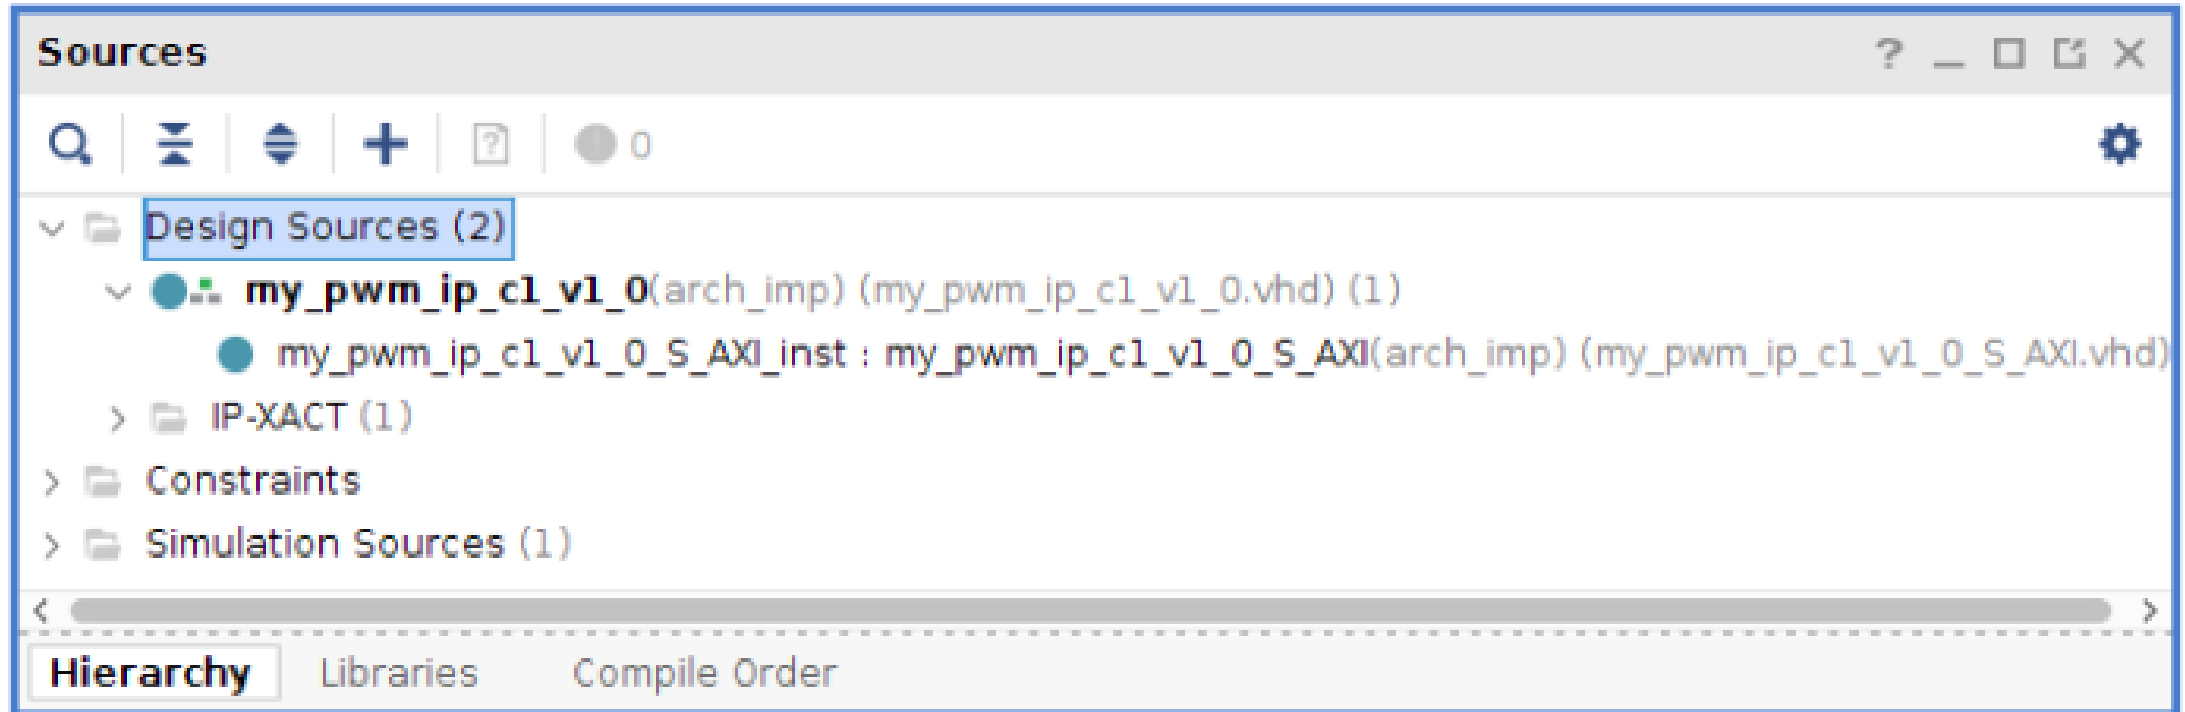 Sources
? 
0
Design Sources (2)
my_pwm_ip_c1_v1_0(arch_imp) (my_pwm_ip_c1_v1_0.vhd) (1)
my_pwm_ip_c1_v1_0_S_AXI_inst : my_pwm_ip_c1_v1_0_S_AXI(arch_imp) (my_pwm_ip_c1_v1_0_S_AXI.vhd)
IP-XACT (1)
Constraints
Simulation Sources (1)
Hierarchy Libraries Compile Order